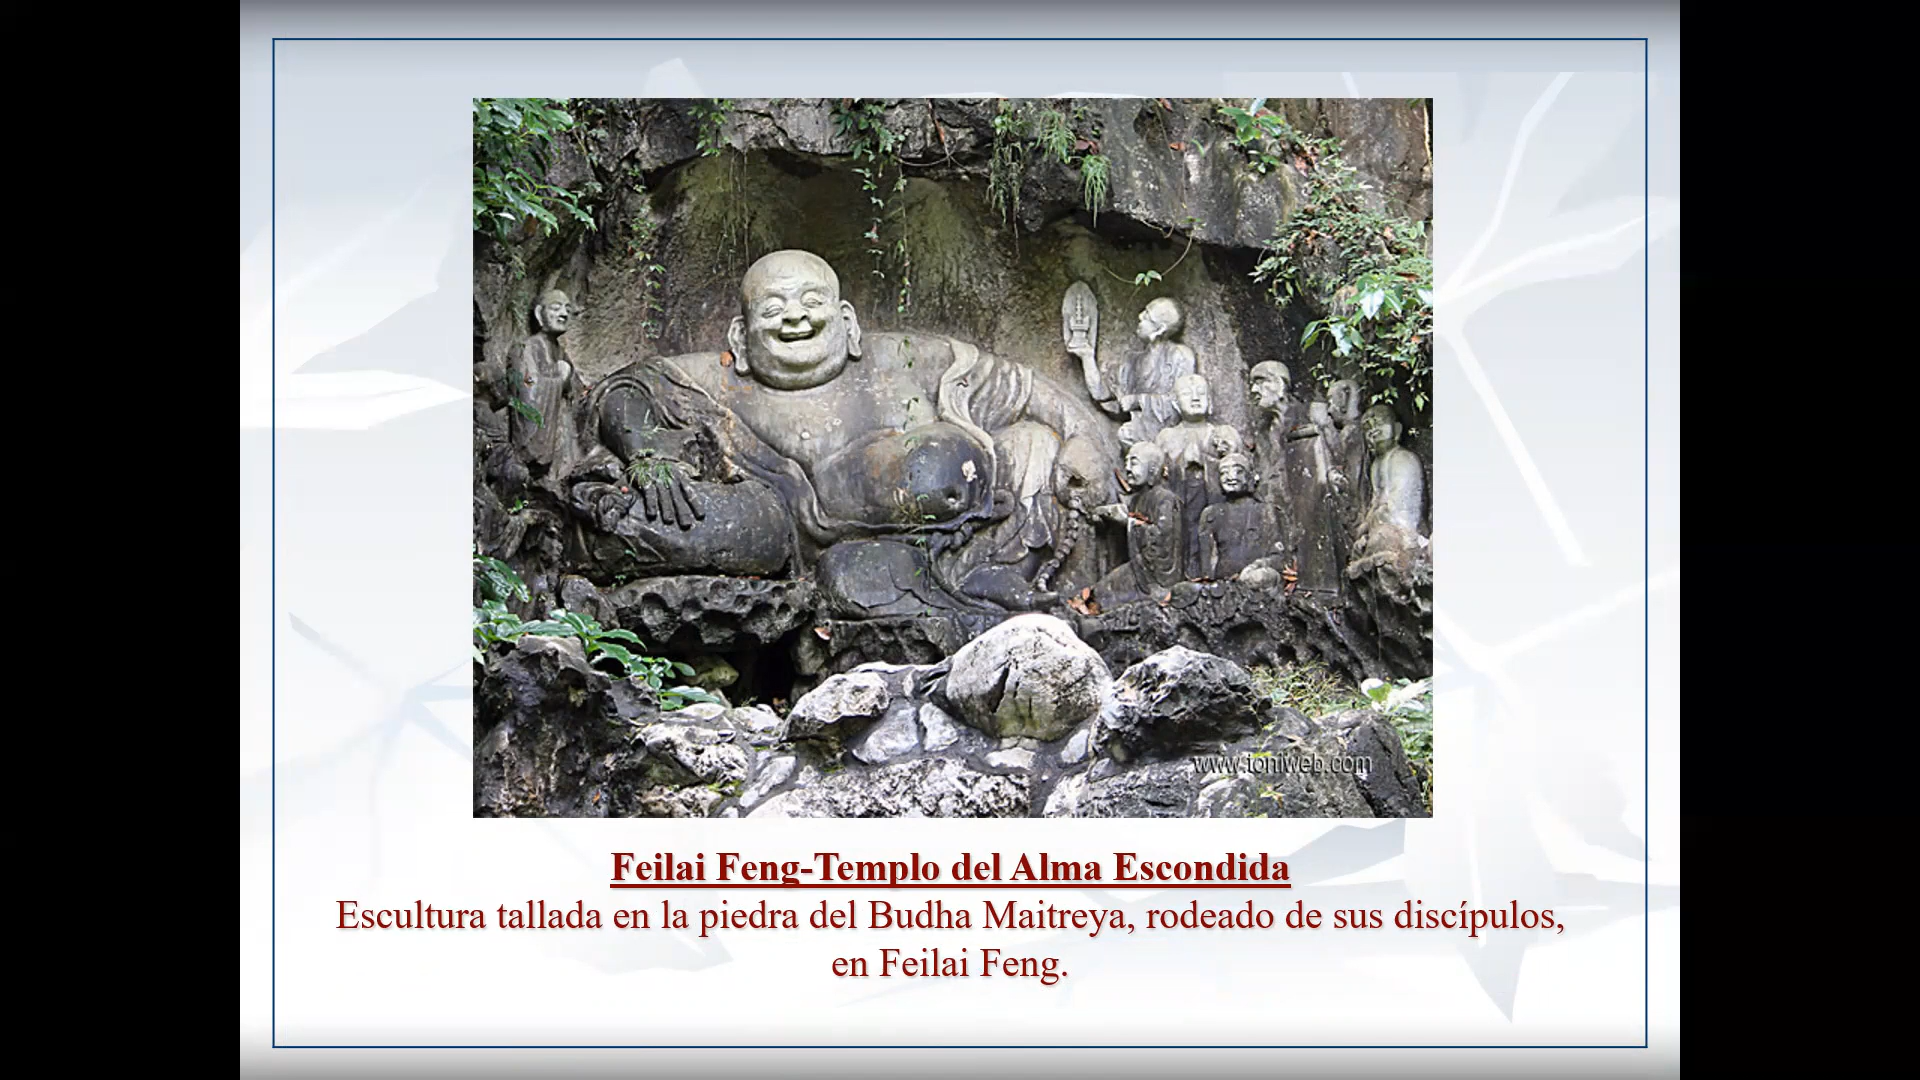 www.toniweb.com
Feilai Feng-Templo del Alma Escondida
Escultura tallada en la piedra del Budha Maitreya, rodeado de sus discípulos,
en Feilai Feng.